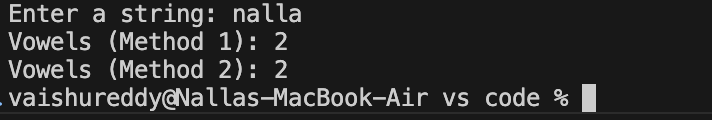 Enter a string: nalla
Vowels (Method 1): 2
Vowels (Method 2): 2
vaishureddy@Nallas-MacBook-Air vs code %